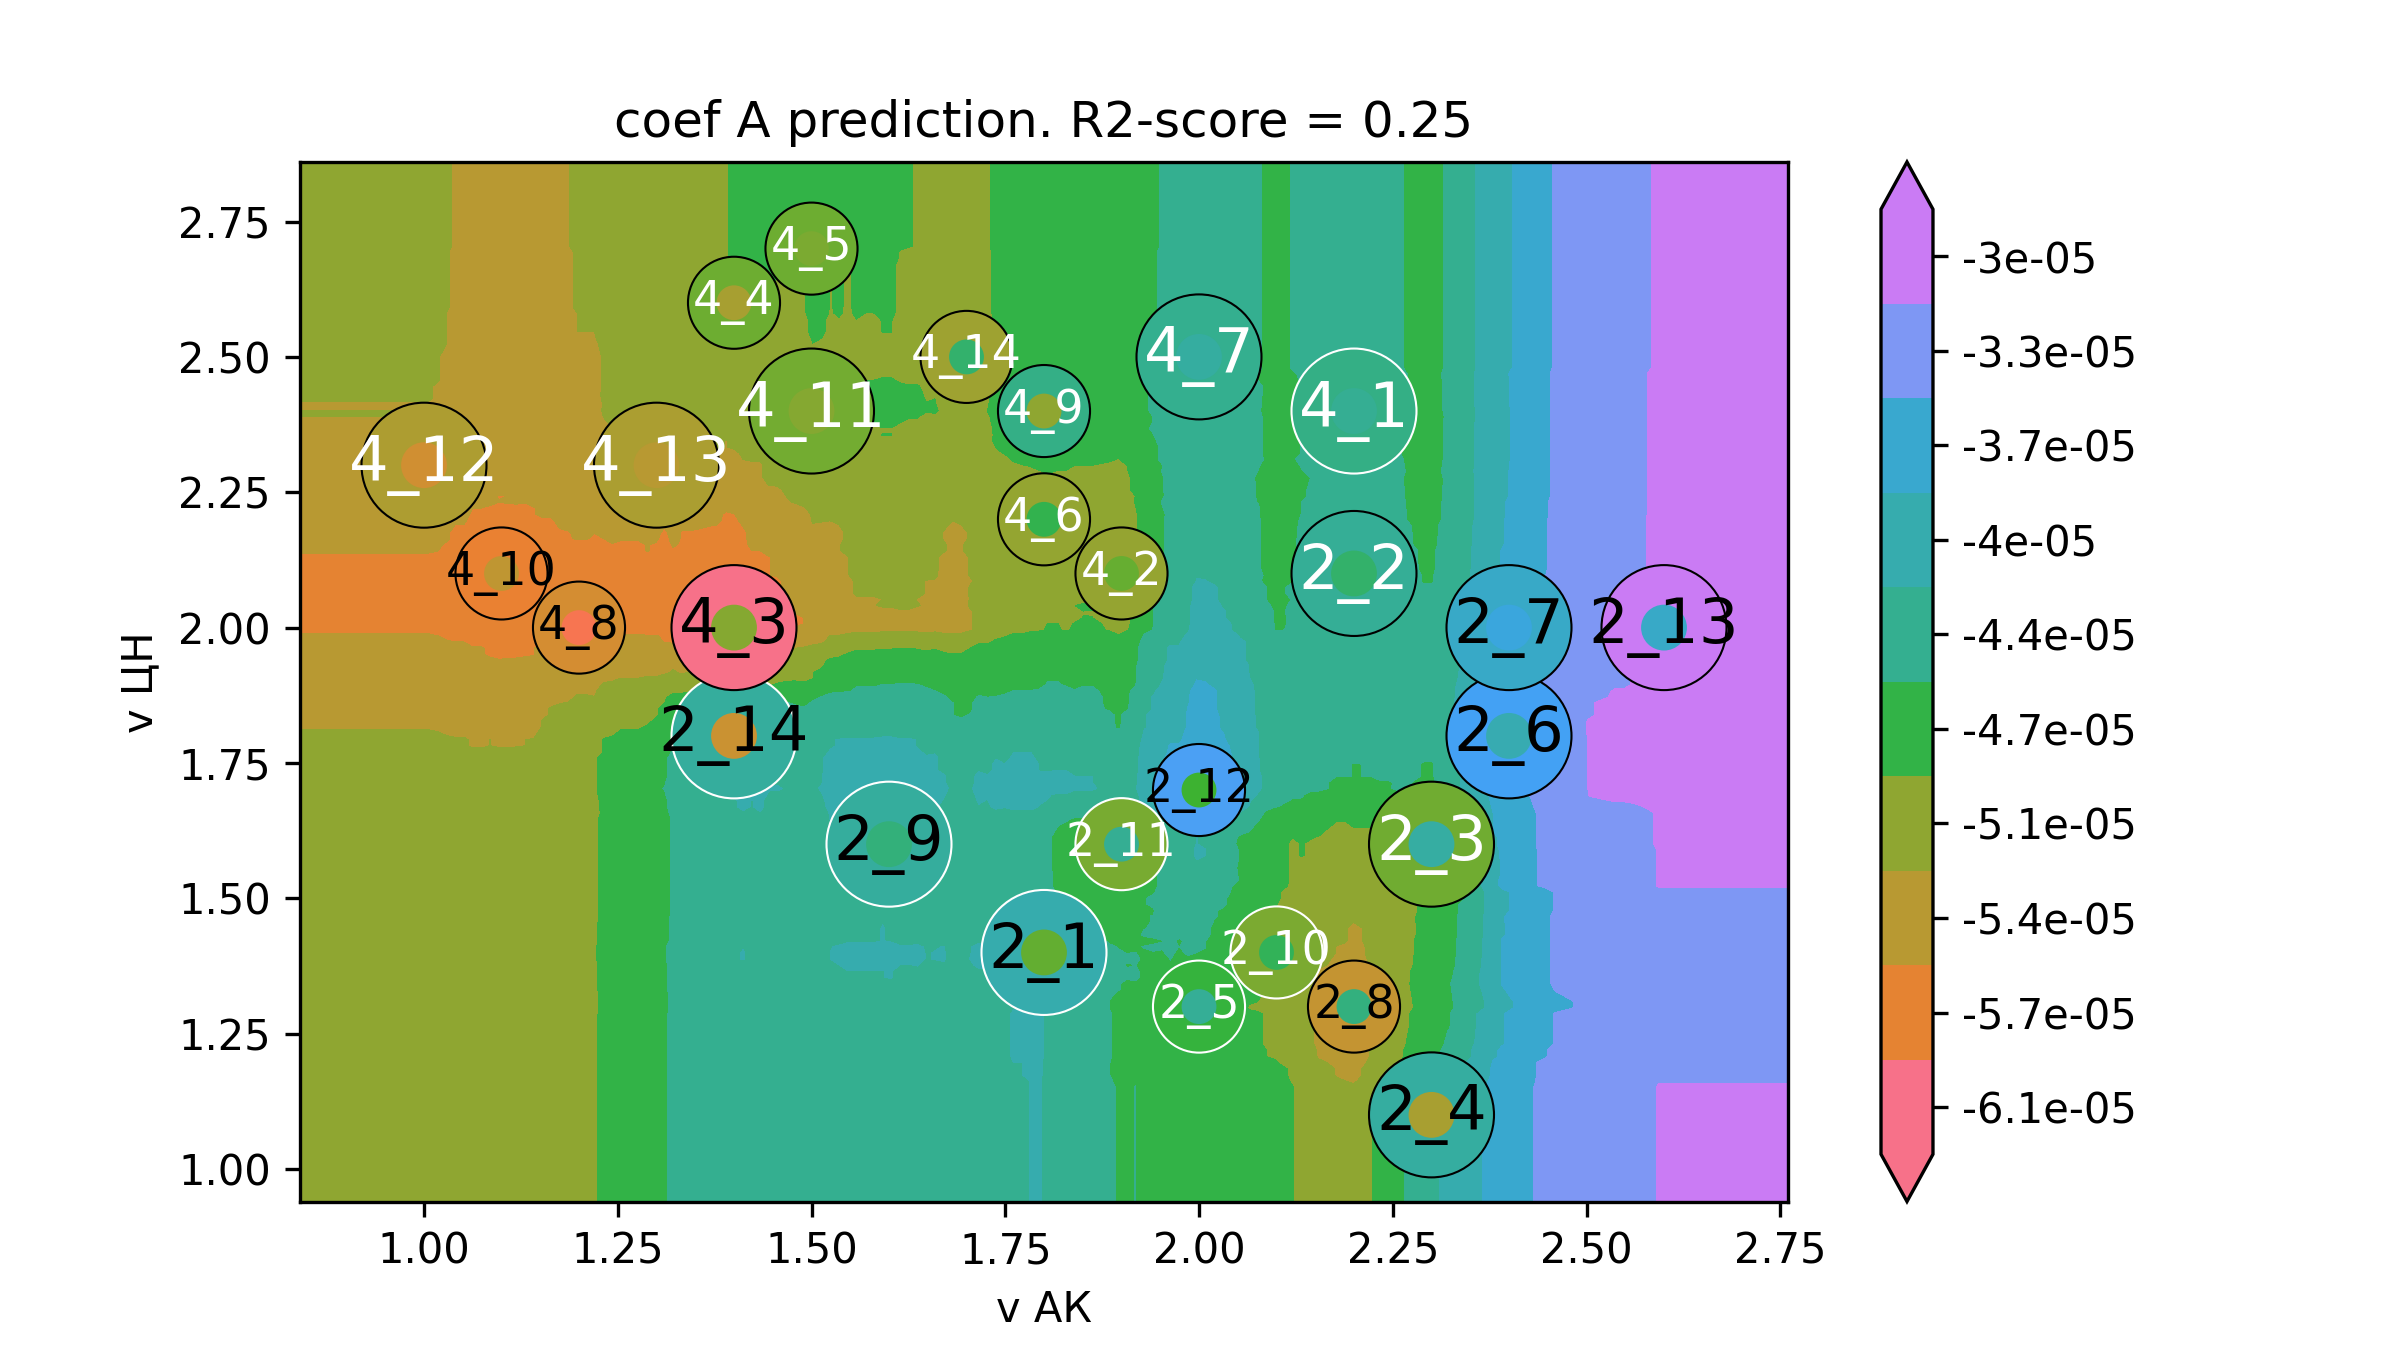 coef A prediction. R2-score = 0.25
2.75
2.50
2.25
2.00
1.75
1.50
1.25
1.00
v ЦН
4_5
4_4
4_14
4_7
4_11
4_9
4_1
4_12
4_13
4_6
4_10
4_2
2_2
4_8
4_3
2_7
2_13
2_14
2_6
2_12
2_9
2_11
2_3
2_1
2_10
2_5
2_8
2_4
1.00 1.25 1.50 1.75 2.00 2.25 2.50 2.75
v АК
-3e-05
-3.3e-05
-3.7e-05
-4e-05
-4.4e-05
-4.7e-05
-5.1e-05
-5.4e-05
-5.7e-05
-6.1e-05